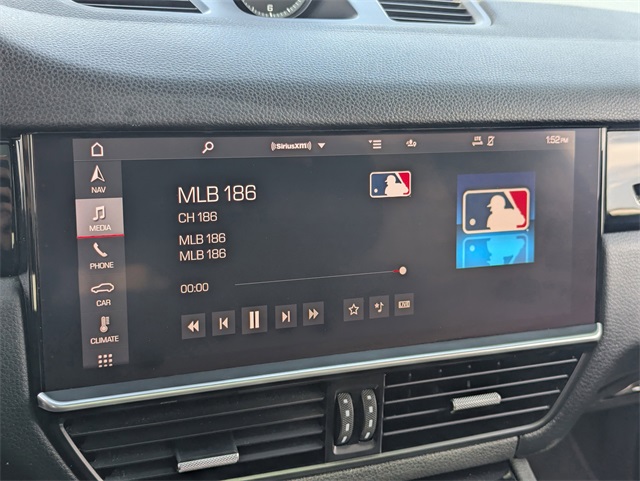 6
((SiriusXM))
1:52 PM
NAV
MEDIA
PHONE
CAR
CLIMATE
MLB 186
CH 186
MLB 186
MLB 186
00:00